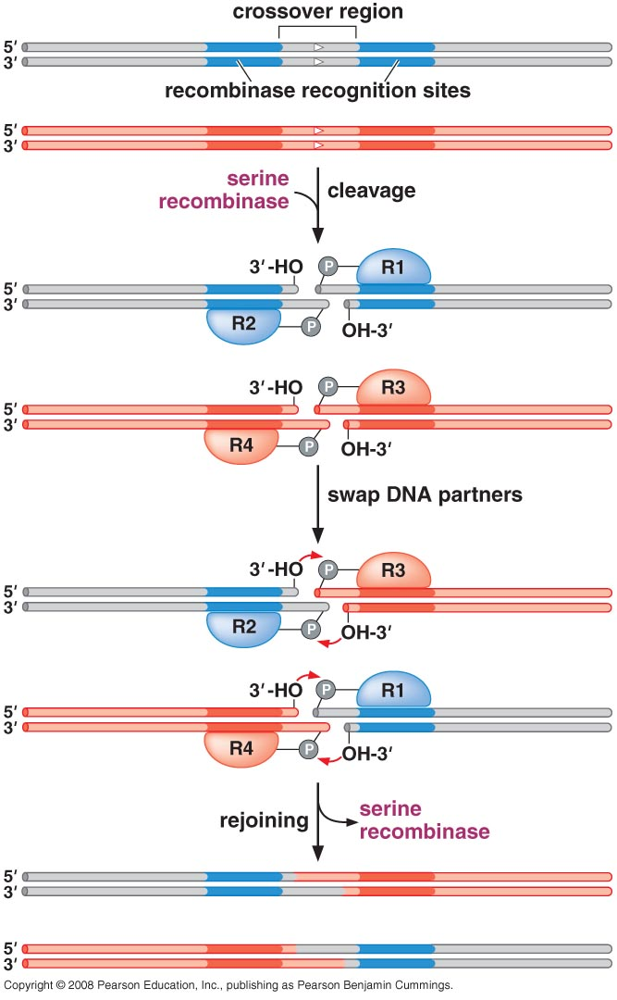 crossover region
5′
3′
recombinase recognition sites
5′
3′
serine
recombinase
cleavage
3′-HO P R1
5′
3′
R2 P OH-3′
3′-HO P R3
5′
3′
R4 P OH-3′
swap DNA partners
3′-HO P R3
5′
3′
R2 P OH-3′
3′-HO P R1
5′
3′
R4 P OH-3′
rejoining
serine
recombinase
5′
3′
5′
3′
Copyright © 2008 Pearson Education, Inc., publishing as Pearson Benjamin Cummings.